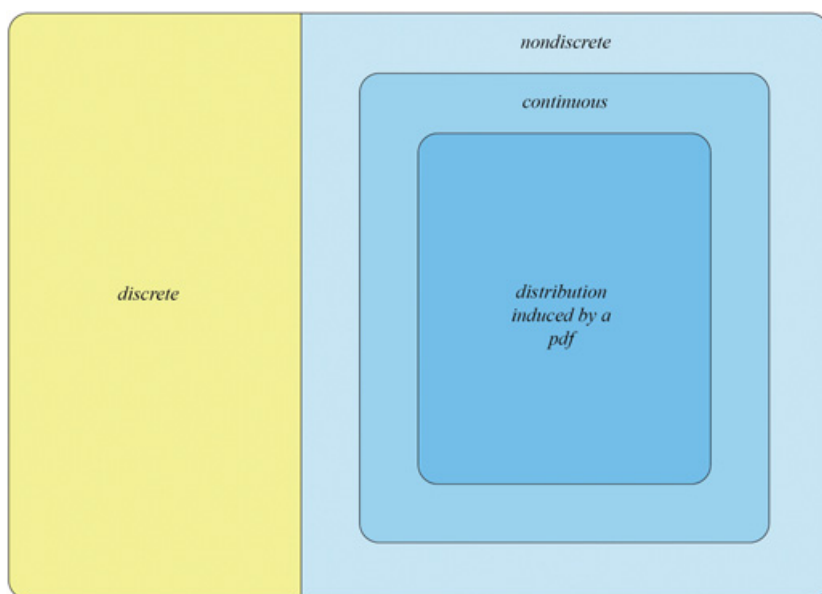 nondiscrete
continuous
discrete
distribution
induced by a
pdf